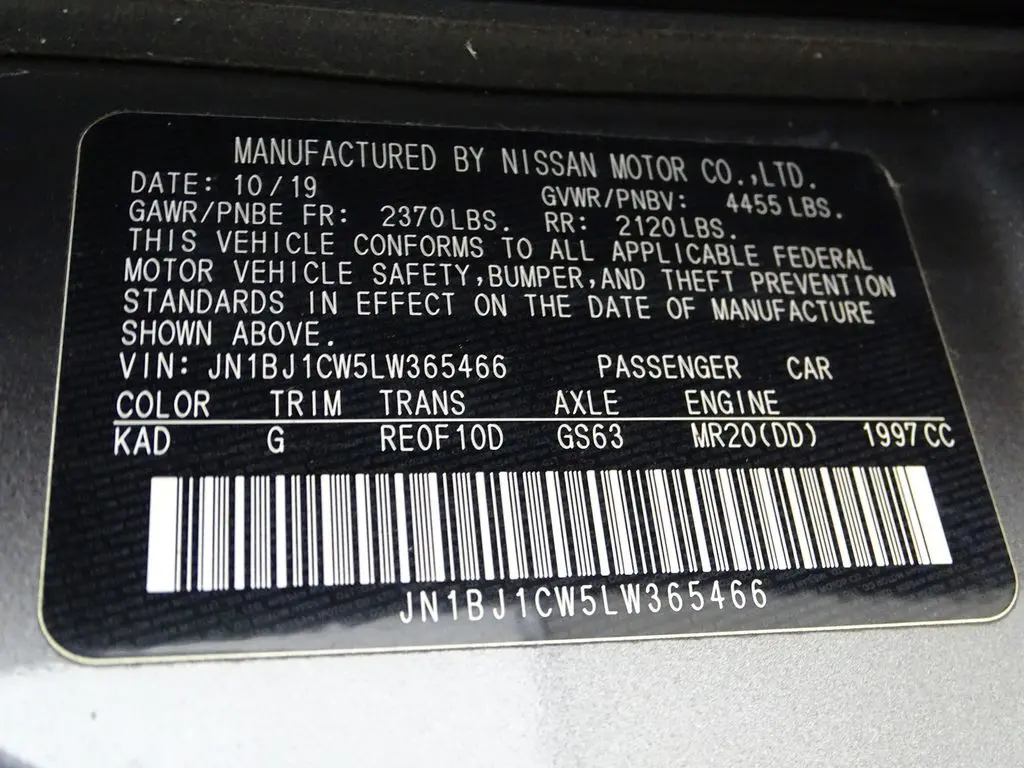 MANUFACTURED BY NISSAN MOTOR CO.,LTD.
DATE: 10/19 GVWR/PNBV: 4455 LBS.
GAWR/PNBE FR: 2370 LBS. RR: 2120 LBS.
THIS VEHICLE CONFORMS TO ALL APPLICABLE FEDERAL
MOTOR VEHICLE SAFETY,BUMPER,AND THEFT PREVENTION
STANDARDS IN EFFECT ON THE DATE OF MANUFACTURE
SHOWN ABOVE.
VIN: JN1BJ1CW5LW365466 PASSENGER CAR
COLOR TRIM TRANS AXLE ENGINE
KAD G RE0F10D GS63 MR20(DD) 1997 CC
JN1BJ1CW5LW365466